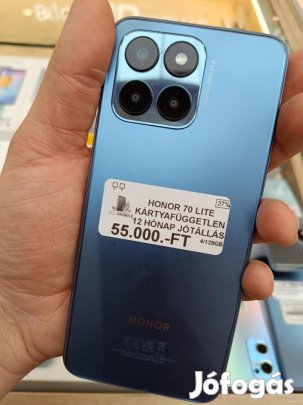 HONOR 70 LITE
27%
KÁRTYAFÜGGETLEN
12 HÓNAP JÓTÁLLÁS
55.000.-FT
4/128GB
HONOR
Jófogás